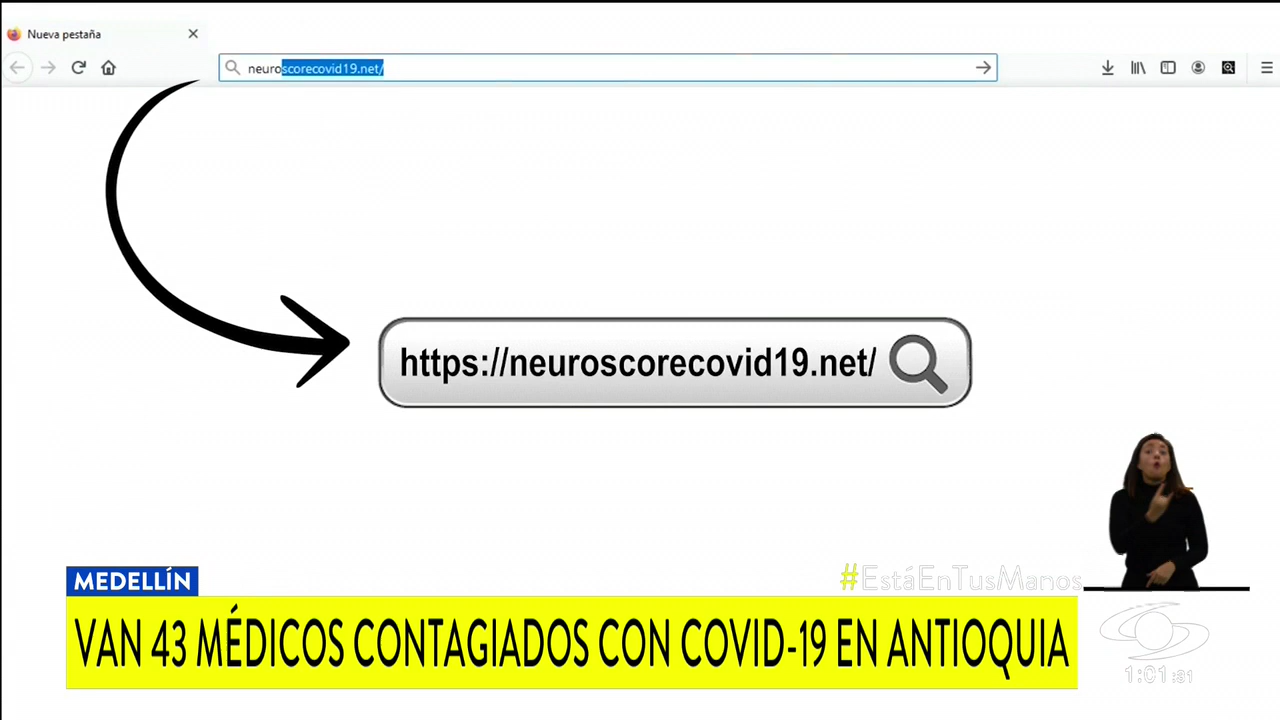 Nueva pestaña
neuroscorecovid19.net/
https://neuroscorecovid19.net/
MEDELLÍN
#EstáEnTusManos
VAN 43 MÉDICOS CONTAGIADOS CON COVID-19 EN ANTIOQUIA
1:01:31